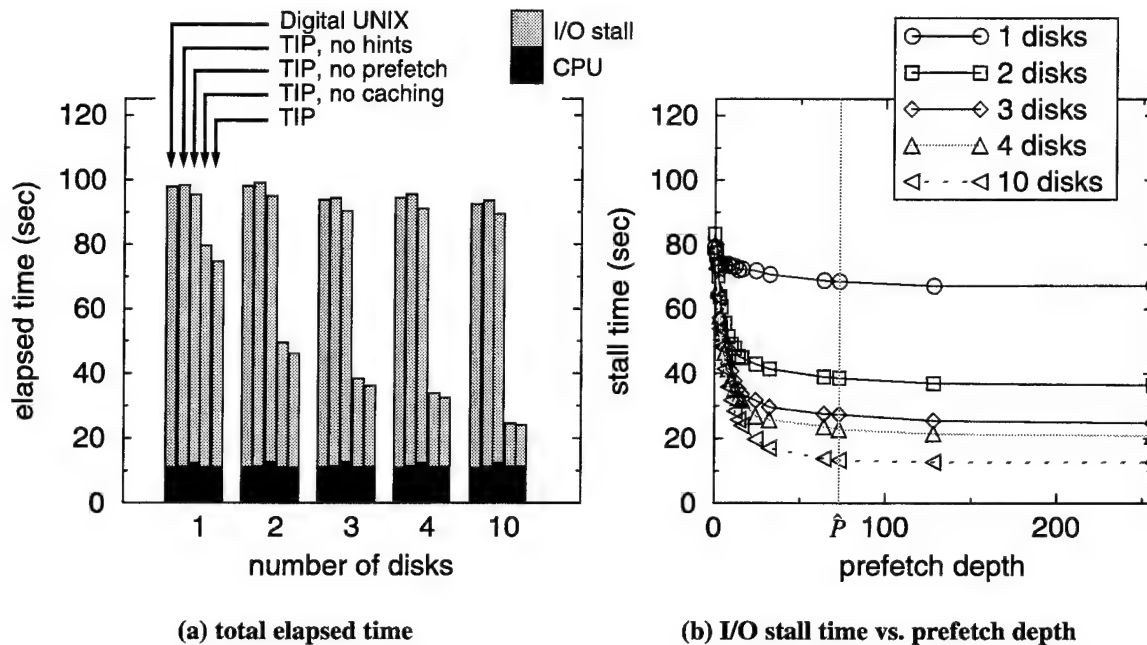 Digital UNIX
TIP, no hints
TIP, no prefetch
TIP, no caching
TIP
I/O stall
CPU
120
100
80
60
40
20
0
elapsed time (sec)
1 2 3 4 10
number of disks
(a) total elapsed time
1 disks
2 disks
3 disks
4 disks
10 disks
120
100
80
60
40
20
0
stall time (sec)
0 P̂ 100 200
prefetch depth
(b) I/O stall time vs. prefetch depth